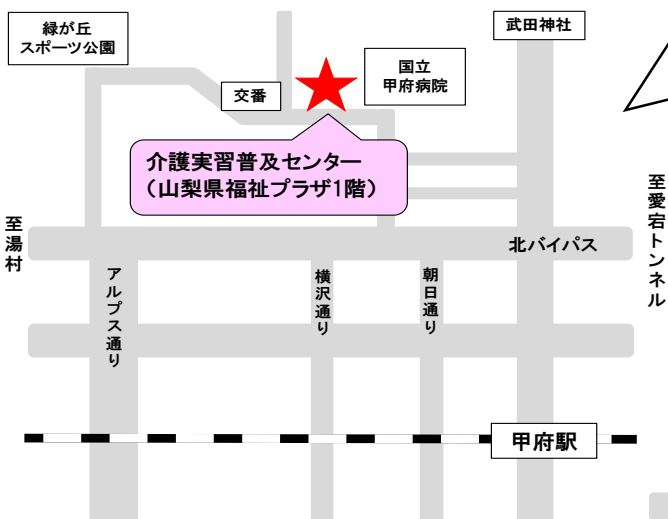 緑が丘
スポーツ公園
武田神社
国立
甲府病院
交番
介護実習普及センター
（山梨県福祉プラザ1階）
至湯村
至愛宕トンネル
北バイパス
アルプス通り
横沢通り
朝日通り
甲府駅